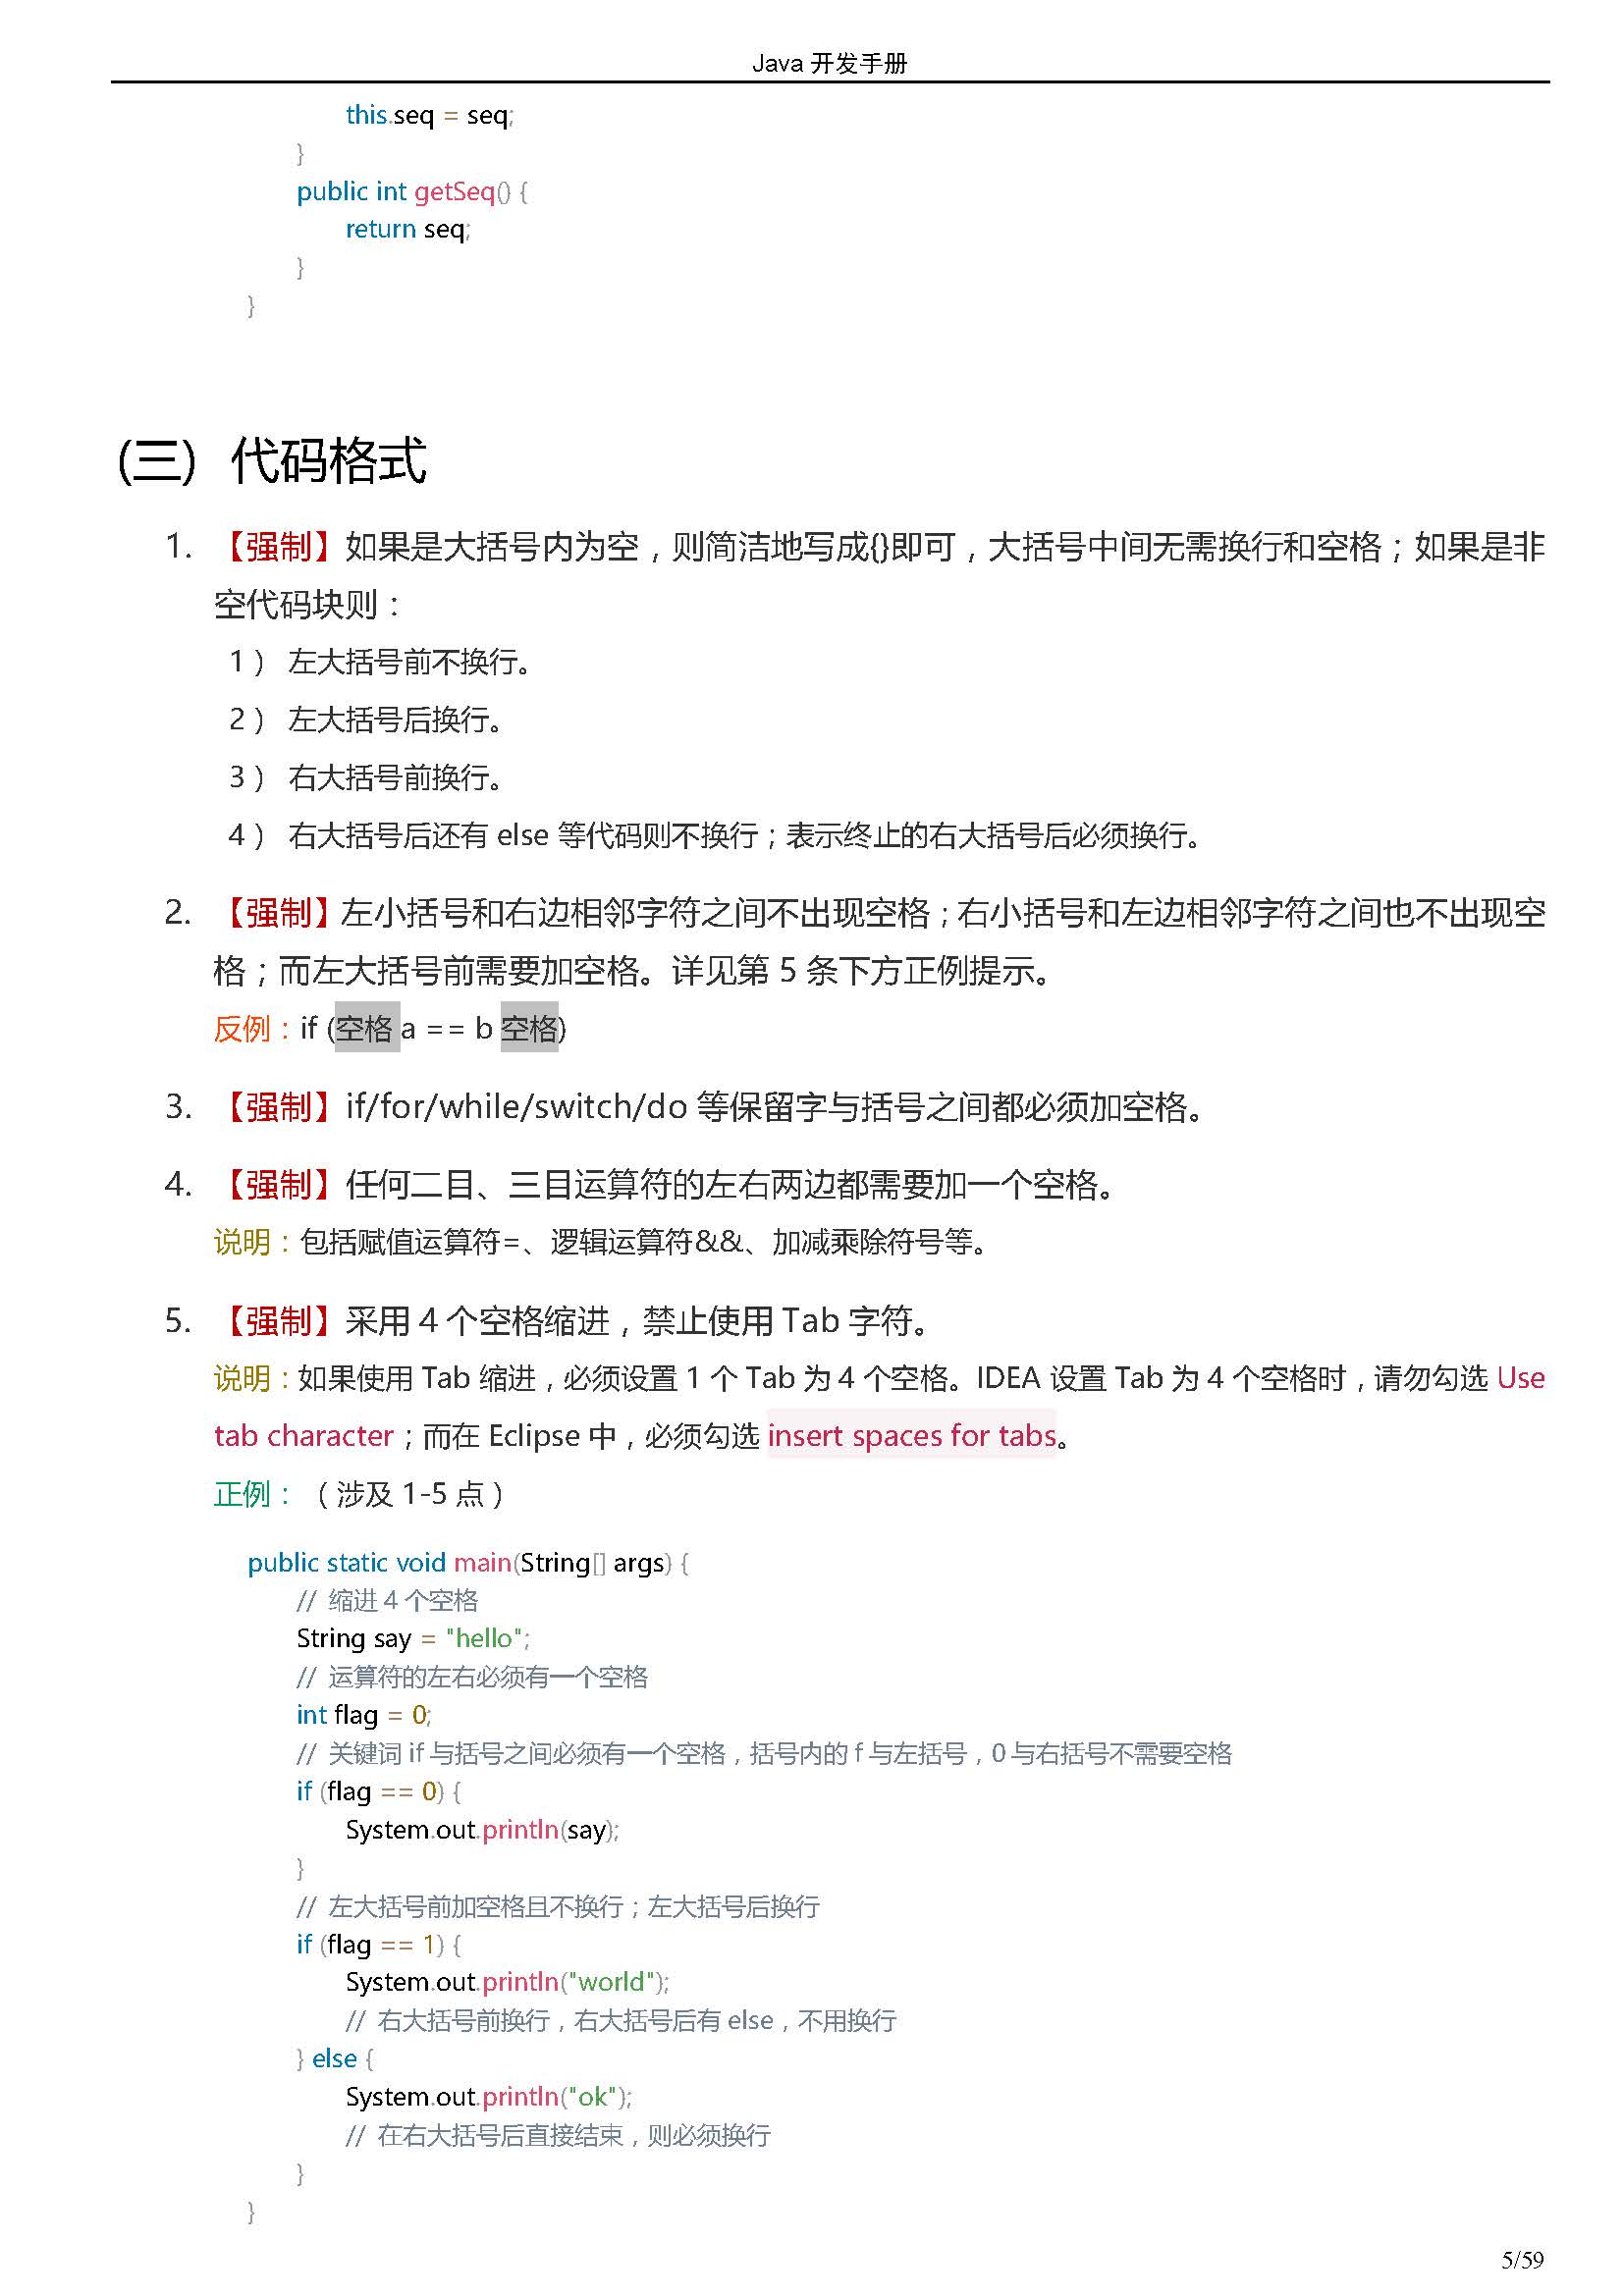 Java 开发手册
this.seq = seq;
}
public int getSeq() {
return seq;
}
}
(三) 代码格式
1. 【强制】如果是大括号内为空，则简洁地写成{}即可，大括号中间无需换行和空格；如果是非
空代码块则：
1） 左大括号前不换行。
2） 左大括号后换行。
3） 右大括号前换行。
4） 右大括号后还有 else 等代码则不换行；表示终止的右大括号后必须换行。
2. 【强制】左小括号和右边相邻字符之间不出现空格；右小括号和左边相邻字符之间也不出现空
格；而左大括号前需要加空格。详见第 5 条下方正例提示。
反例：if (空格 a == b 空格)
3. 【强制】if/for/while/switch/do 等保留字与括号之间都必须加空格。
4. 【强制】任何二目、三目运算符的左右两边都需要加一个空格。
说明：包括赋值运算符=、逻辑运算符&&、加减乘除符号等。
5. 【强制】采用 4 个空格缩进，禁止使用 Tab 字符。
说明：如果使用 Tab 缩进，必须设置 1 个 Tab 为 4 个空格。IDEA 设置 Tab 为 4 个空格时，请勿勾选 Use
tab character；而在 Eclipse 中，必须勾选 insert spaces for tabs。
正例：（涉及 1-5 点）
public static void main(String[] args) {
// 缩进 4 个空格
String say = "hello";
// 运算符的左右必须有一个空格
int flag = 0;
// 关键词 if 与括号之间必须有一个空格，括号内的 f 与左括号，0 与右括号不需要空格
if (flag == 0) {
System.out.println(say);
}
// 左大括号前加空格且不换行；左大括号后换行
if (flag == 1) {
System.out.println("world");
// 右大括号前换行，右大括号后有 else，不用换行
} else {
System.out.println("ok");
// 在右大括号后直接结束，则必须换行
}
}
5/59